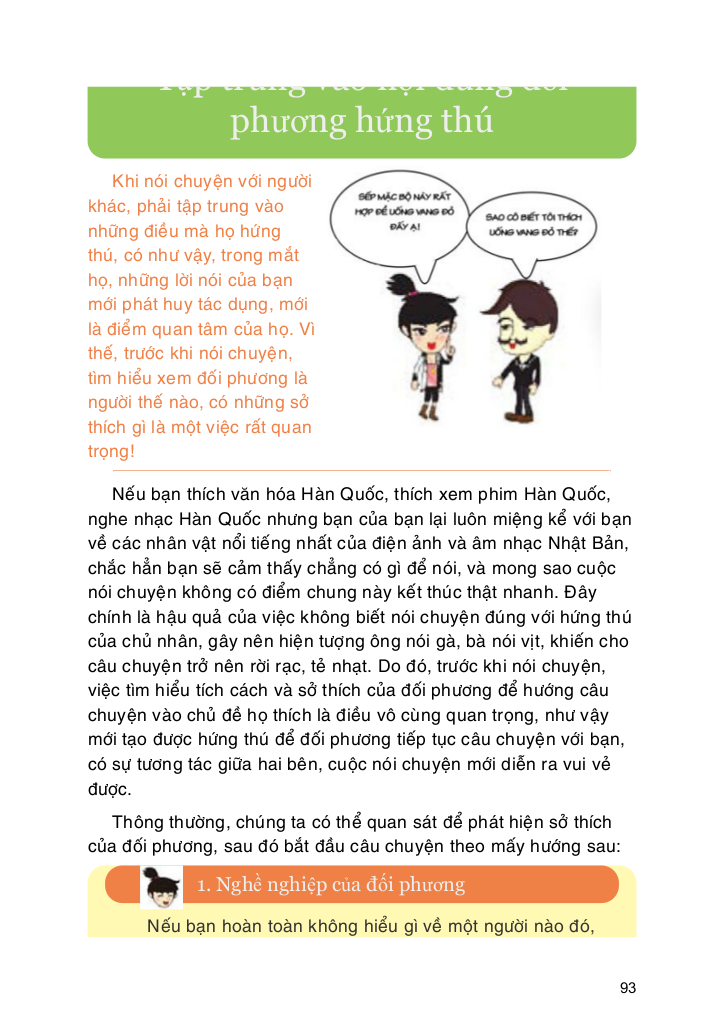 Tập trung vào nội dung đối
phương hứng thú
Khi nói chuyện với người
khác, phải tập trung vào
những điều mà họ hứng
thú, có như vậy, trong mắt
họ, những lời nói của bạn
mới phát huy tác dụng, mới
là điểm quan tâm của họ. Vì
thế, trước khi nói chuyện,
tìm hiểu xem đối phương là
người thế nào, có những sở
thích gì là một việc rất quan
trọng!
SẾP MẶC BỘ NÀY RẤT
HỢP ĐỂ UỐNG VANG ĐỎ
ĐẤY Ạ!
SAO CÔ BIẾT TÔI THÍCH
UỐNG VANG ĐỎ THẾ?
Nếu bạn thích văn hóa Hàn Quốc, thích xem phim Hàn Quốc,
nghe nhạc Hàn Quốc nhưng bạn của bạn lại luôn miệng kể với bạn
về các nhân vật nổi tiếng nhất của điện ảnh và âm nhạc Nhật Bản,
chắc hẳn bạn sẽ cảm thấy chẳng có gì để nói, và mong sao cuộc
nói chuyện không có điểm chung này kết thúc thật nhanh. Đây
chính là hậu quả của việc không biết nói chuyện đúng với hứng thú
của chủ nhân, gây nên hiện tượng ông nói gà, bà nói vịt, khiến cho
câu chuyện trở nên rời rạc, tẻ nhạt. Do đó, trước khi nói chuyện,
việc tìm hiểu tích cách và sở thích của đối phương để hướng câu
chuyện vào chủ đề họ thích là điều vô cùng quan trọng, như vậy
mới tạo được hứng thú để đối phương tiếp tục câu chuyện với bạn,
có sự tương tác giữa hai bên, cuộc nói chuyện mới diễn ra vui vẻ
được.
Thông thường, chúng ta có thể quan sát để phát hiện sở thích
của đối phương, sau đó bắt đầu câu chuyện theo mấy hướng sau:
1. Nghề nghiệp của đối phương
Nếu bạn hoàn toàn không hiểu gì về một người nào đó,
93